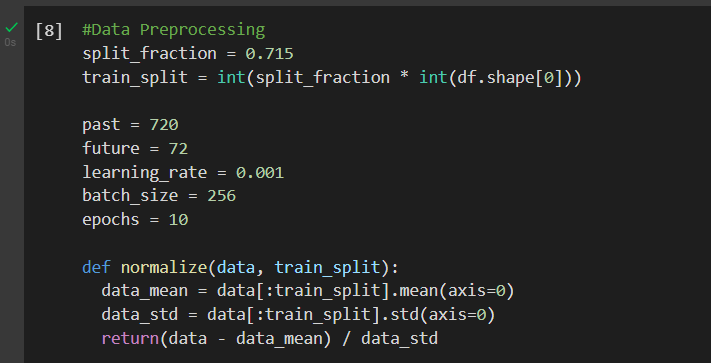 [8] #Data Preprocessing
0s
split_fraction = 0.715
train_split = int(split_fraction * int(df.shape[0]))
past = 720
future = 72
learning_rate = 0.001
batch_size = 256
epochs = 10
def normalize(data, train_split):
data_mean = data[:train_split].mean(axis=0)
data_std = data[:train_split].std(axis=0)
return(data - data_mean) / data_std